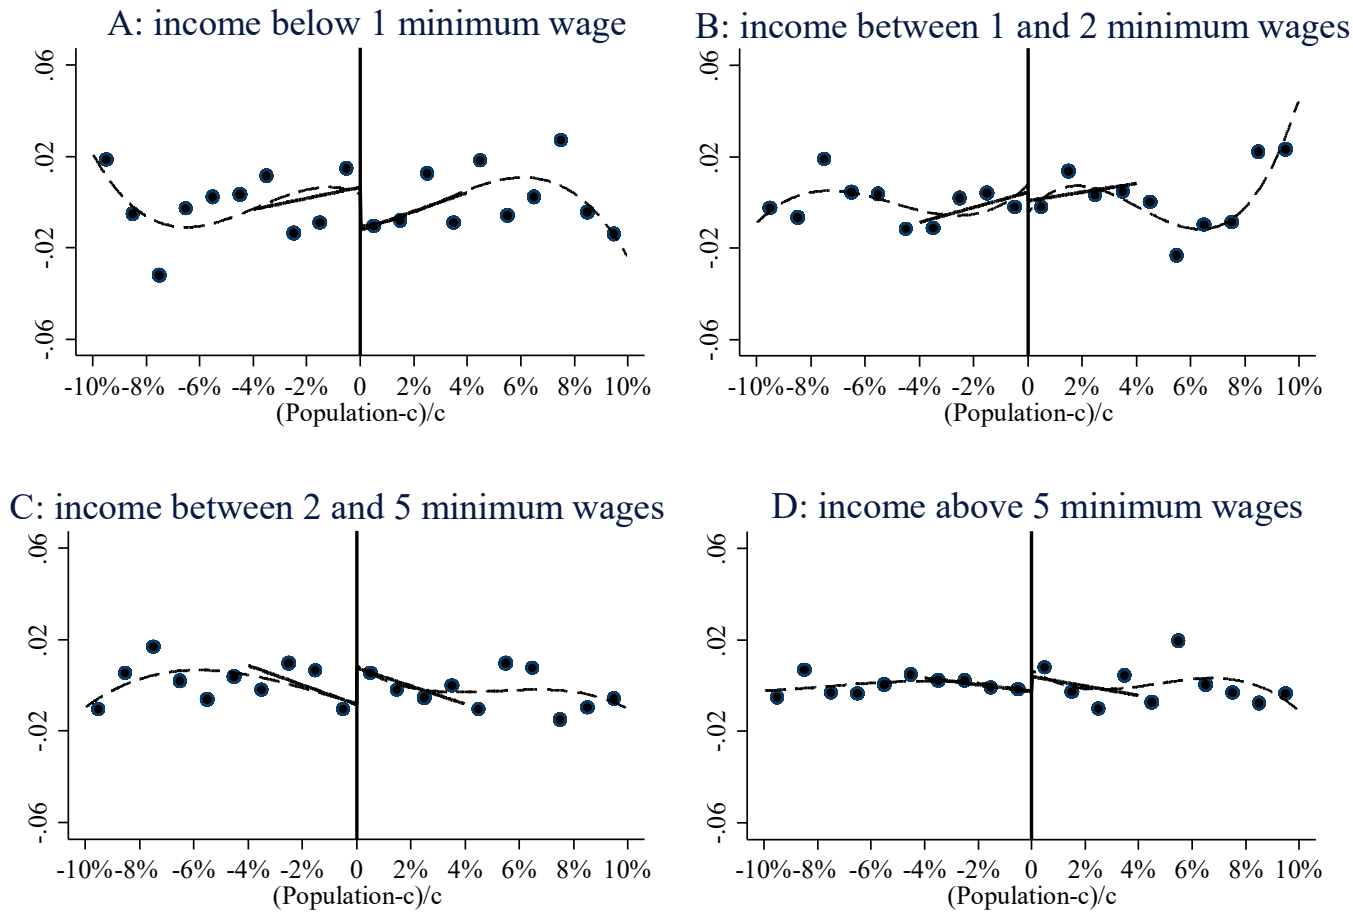 A: income below 1 minimum wage
.06
.02
-.02
-.06
-10% -8% -6% -4% -2% 0 2% 4% 6% 8% 10%
(Population-c)/c
B: income between 1 and 2 minimum wages
.06
.02
-.02
-.06
-10% -8% -6% -4% -2% 0 2% 4% 6% 8% 10%
(Population-c)/c
C: income between 2 and 5 minimum wages
.06
.02
-.02
-.06
-10% -8% -6% -4% -2% 0 2% 4% 6% 8% 10%
(Population-c)/c
D: income above 5 minimum wages
.06
.02
-.02
-.06
-10% -8% -6% -4% -2% 0 2% 4% 6% 8% 10%
(Population-c)/c